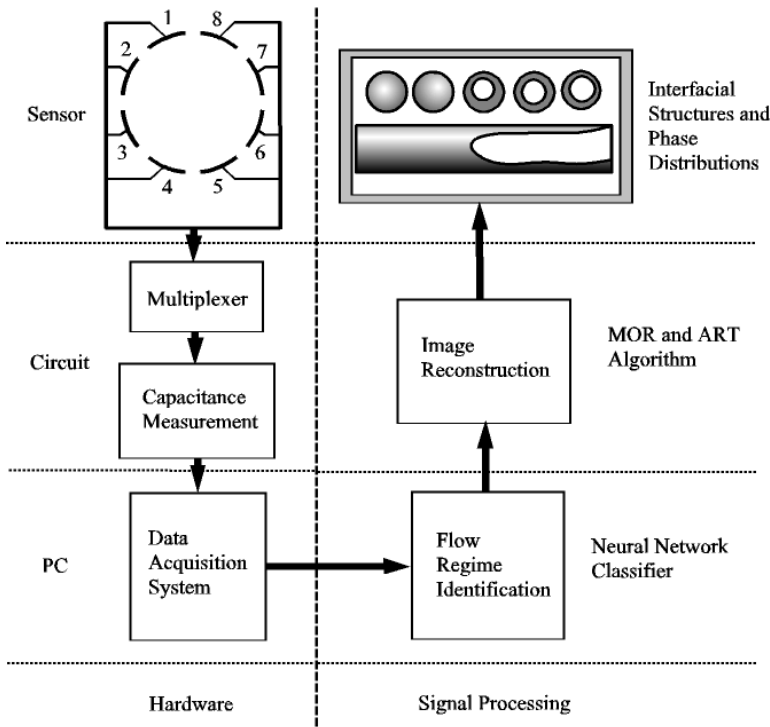 1
8
2
7
Sensor
3
6
4
5
Interfacial
Structures and
Phase
Distributions
Multiplexer
Circuit
Capacitance
Measurement
Image
Reconstruction
MOR and ART
Algorithm
PC
Data
Acquisition
System
Flow
Regime
Identification
Neural Network
Classifier
Hardware
Signal Processing